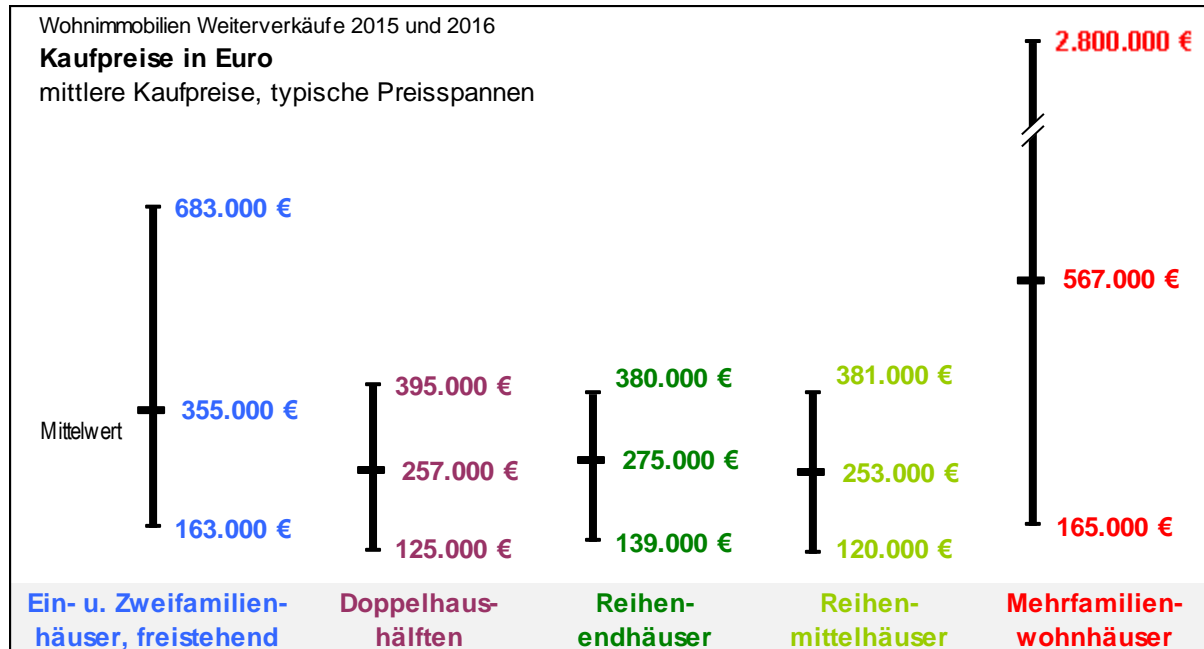 Wohnimmobilien Weiterverkäufe 2015 und 2016
Kaufpreise in Euro
mittlere Kaufpreise, typische Preisspannen
2.800.000 €
683.000 €
567.000 €
395.000 €
380.000 €
381.000 €
Mittelwert
355.000 €
257.000 €
275.000 €
253.000 €
163.000 €
125.000 €
139.000 €
120.000 €
165.000 €
Ein- u. Zweifamilien-
häuser, freistehend
Doppelhaus-
hälften
Reihen-
endhäuser
Reihen-
mittelhäuser
Mehrfamilien-
wohnhäuser